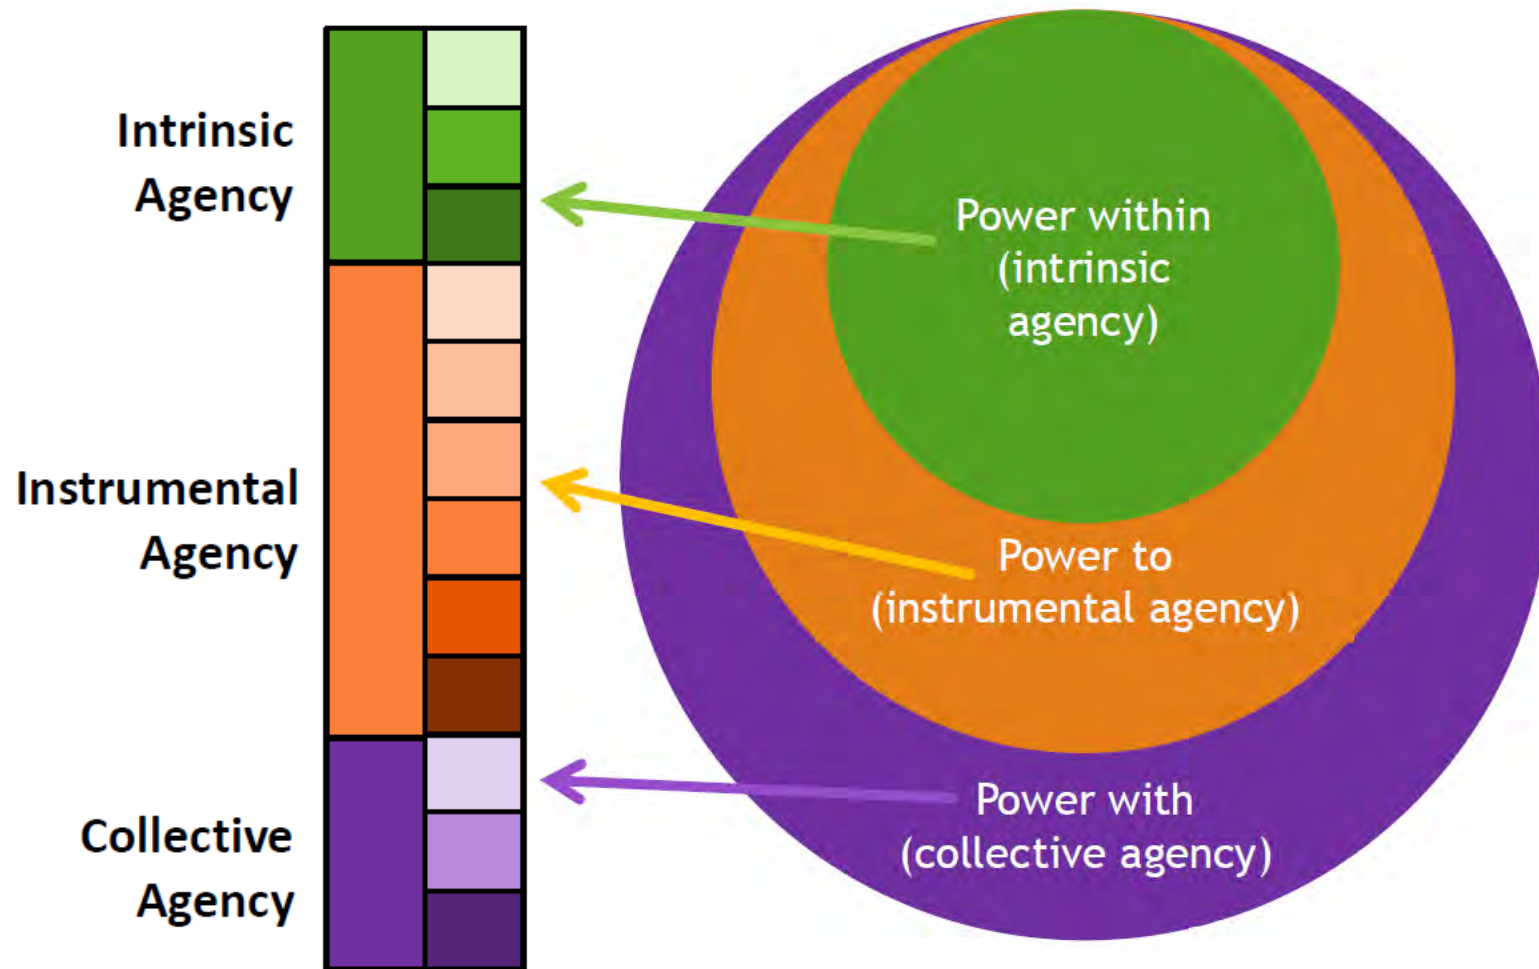 Intrinsic
Agency
Instrumental
Agency
Collective
Agency
Power within
(intrinsic
agency)
Power to
(instrumental agency)
Power with
(collective agency)